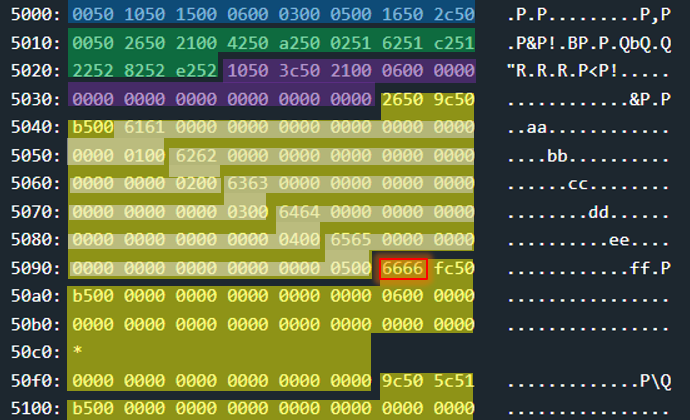 5000: 0050 1050 1500 0600 0300 0500 1650 2c50 .P.P.........P,P
5010: 0050 2650 2100 4250 a250 0251 6251 c251 .P&P!.BP.P.QbQ.Q
5020: 2252 8252 e252 1050 3c50 2100 0600 0000 "R.R.R.P<P!.....
5030: 0000 0000 0000 0000 0000 0000 2650 9c50 ............&P.P
5040: b500 6161 0000 0000 0000 0000 0000 0000 ..aa............
5050: 0000 0100 6262 0000 0000 0000 0000 0000 ....bb..........
5060: 0000 0000 0200 6363 0000 0000 0000 0000 ......cc........
5070: 0000 0000 0000 0300 6464 0000 0000 0000 ........dd......
5080: 0000 0000 0000 0000 0400 6565 0000 0000 ..........ee....
5090: 0000 0000 0000 0000 0000 0500 6666 fc50 ............ff.P
50a0: b500 0000 0000 0000 0000 0000 0600 0000 ................
50b0: 0000 0000 0000 0000 0000 0000 0000 0000 ................
50c0: *
50f0: 0000 0000 0000 0000 0000 0000 9c50 5c51 .............P\Q
5100: b500 0000 0000 0000 0000 0000 0000 0000 ................